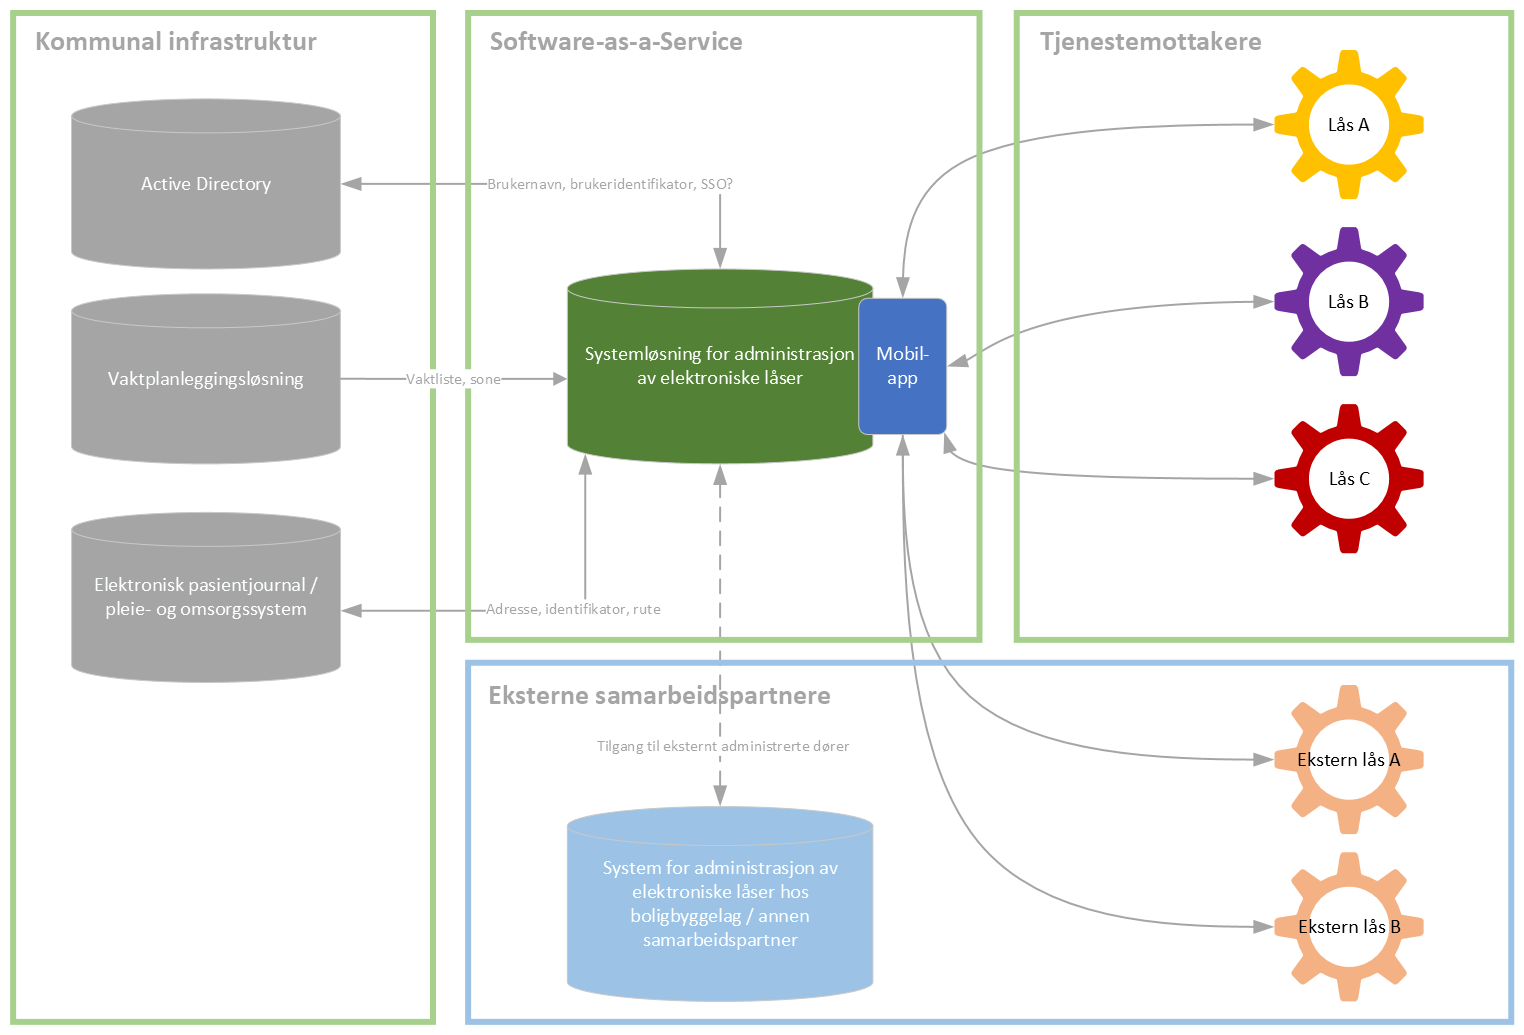 Kommunal infrastruktur
Active Directory
Vaktplanleggingsløsning
Elektronisk pasientjournal /
pleie- og omsorgssystem
Software-as-a-Service
Brukernavn, brukeridentifikator, SSO?
Systemløsning for administrasjon
av elektroniske låser
Mobil-
app
Vaktliste, sone
Adresse, identifikator, rute
Tjenestemottakere
Lås A
Lås B
Lås C
Eksterne samarbeidspartnere
Tilgang til eksternt administrerte dører
System for administrasjon av
elektroniske låser hos
boligbyggelag / annen
samarbeidspartner
Ekstern lås A
Ekstern lås B